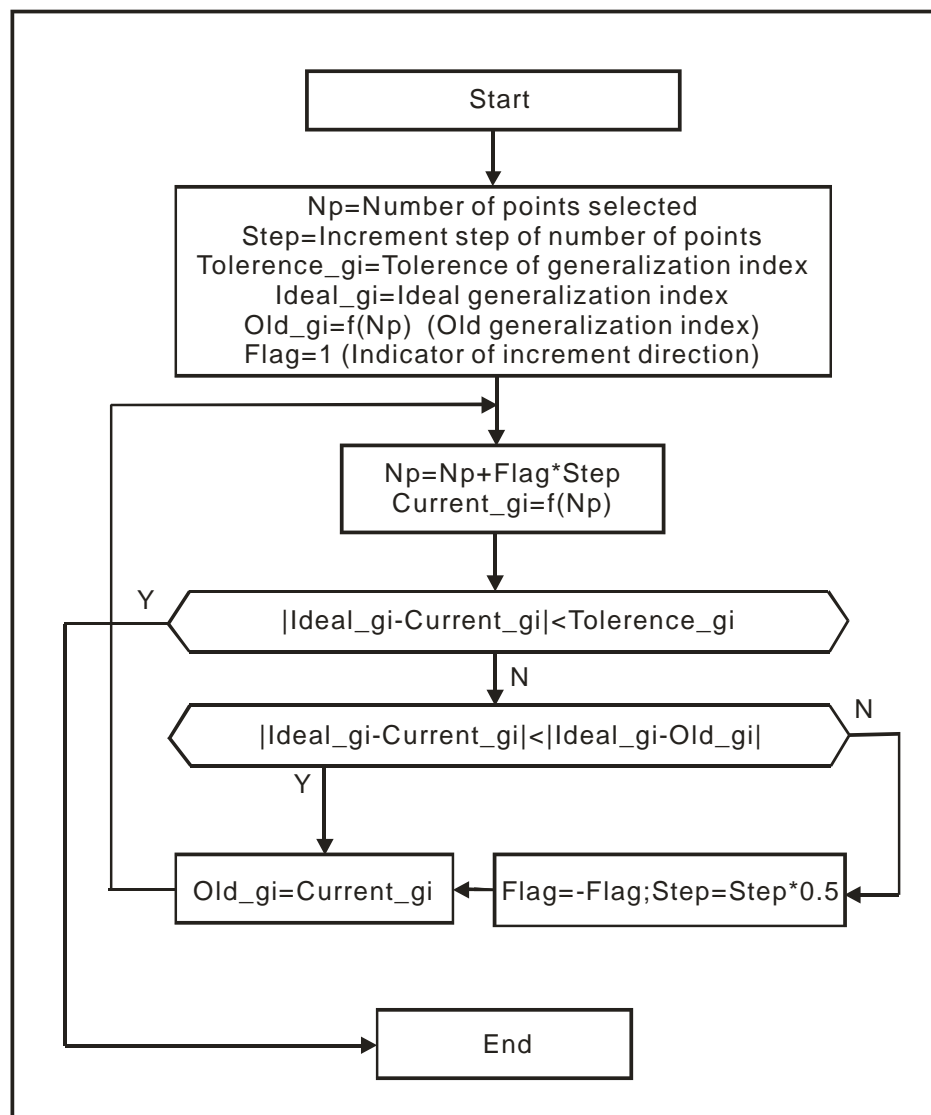 Start
Np=Number of points selected
Step=Increment step of number of points
Tolerence_gi=Tolerence of generalization index
Ideal_gi=Ideal generalization index
Old_gi=f(Np) (Old generalization index)
Flag=1 (Indicator of increment direction)
Np=Np+Flag*Step
Current_gi=f(Np)
Y
|Ideal_gi-Current_gi|<Tolerence_gi
N
|Ideal_gi-Current_gi|<|Ideal_gi-Old_gi|
N
Y
Old_gi=Current_gi
Flag=-Flag;Step=Step*0.5
End